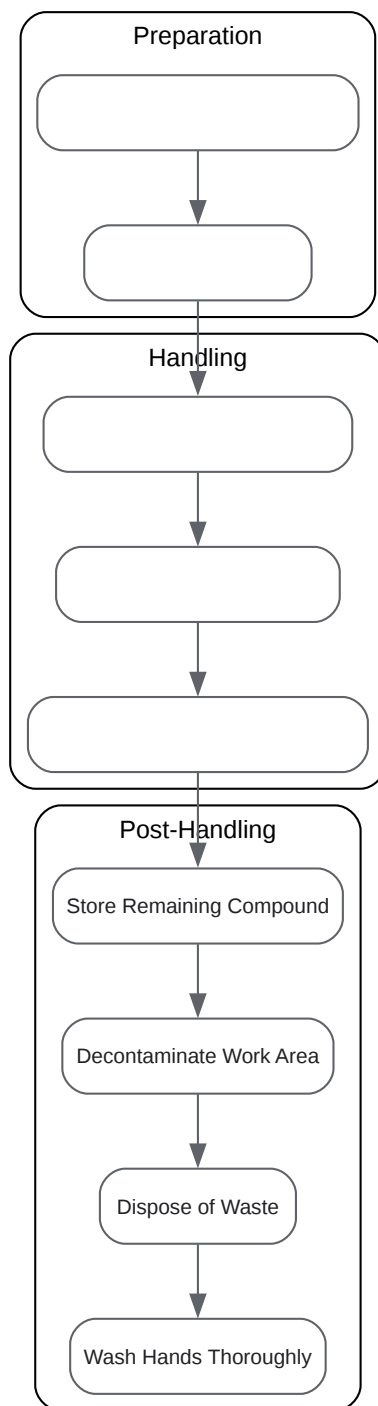 Preparation
Handling
Post-Handling
Store Remaining Compound
Decontaminate Work Area
Dispose of Waste
Wash Hands Thoroughly